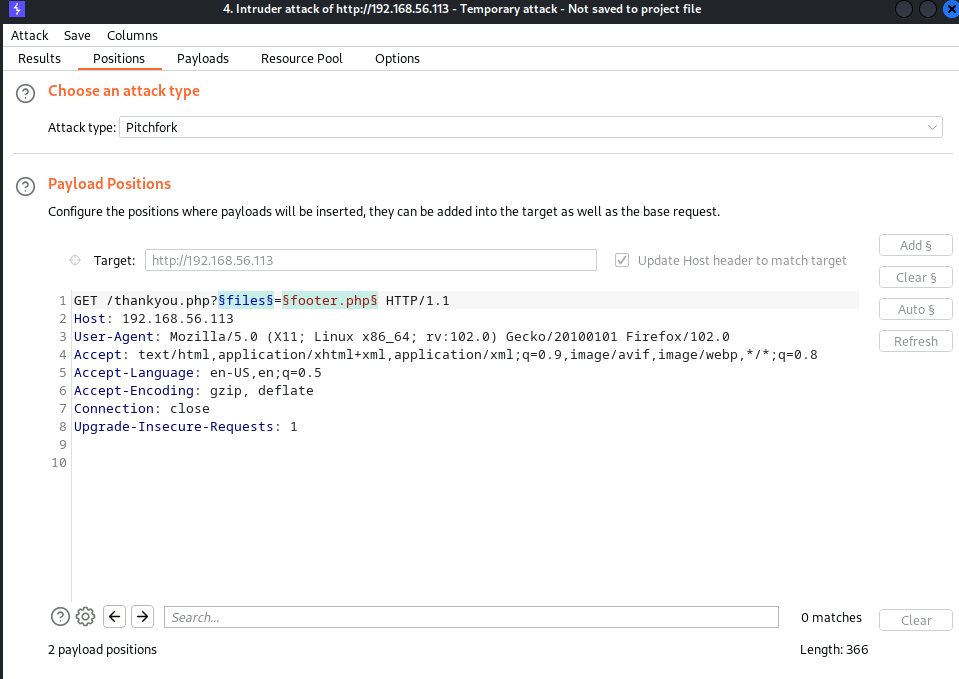 4. Intruder attack of http://192.168.56.113 - Temporary attack - Not saved to project file
Attack Save Columns
Results Positions Payloads Resource Pool Options
? Choose an attack type
Attack type: Pitchfork
? Payload Positions
Configure the positions where payloads will be inserted, they can be added into the target as well as the base request.
Target: http://192.168.56.113 Update Host header to match target
Add §
Clear §
Auto §
Refresh
1 GET /thankyou.php?§files§=§footer.php§ HTTP/1.1
2 Host: 192.168.56.113
3 User-Agent: Mozilla/5.0 (X11; Linux x86_64; rv:102.0) Gecko/20100101 Firefox/102.0
4 Accept: text/html,application/xhtml+xml,application/xml;q=0.9,image/avif,image/webp,*/*;q=0.8
5 Accept-Language: en-US,en;q=0.5
6 Accept-Encoding: gzip, deflate
7 Connection: close
8 Upgrade-Insecure-Requests: 1
9
10
? Search... 0 matches Clear
2 payload positions Length: 366